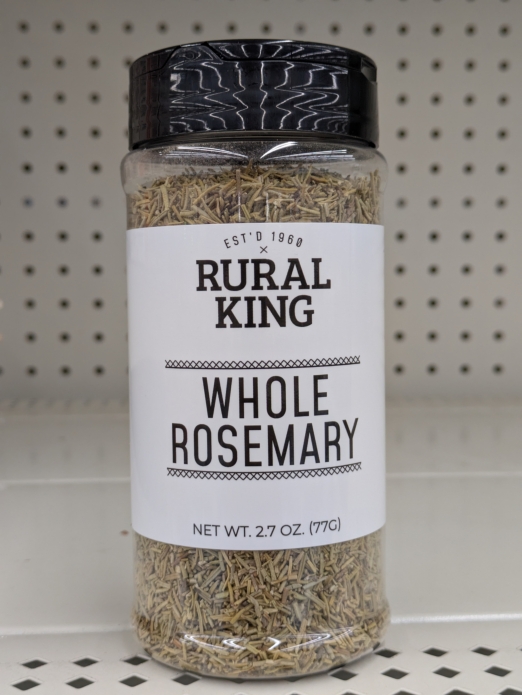 EST'D 1960
×
RURAL
KING
WHOLE
ROSEMARY
NET WT. 2.7 OZ. (77G)